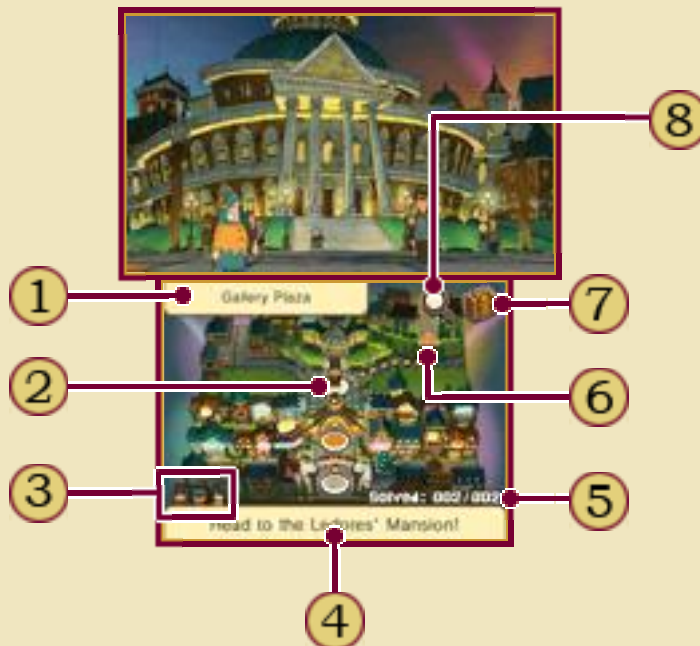 8
1
Gallery Plaza
7
2
6
3
Solved: 002/003
5
Head to the Ledores' Mansion!
4